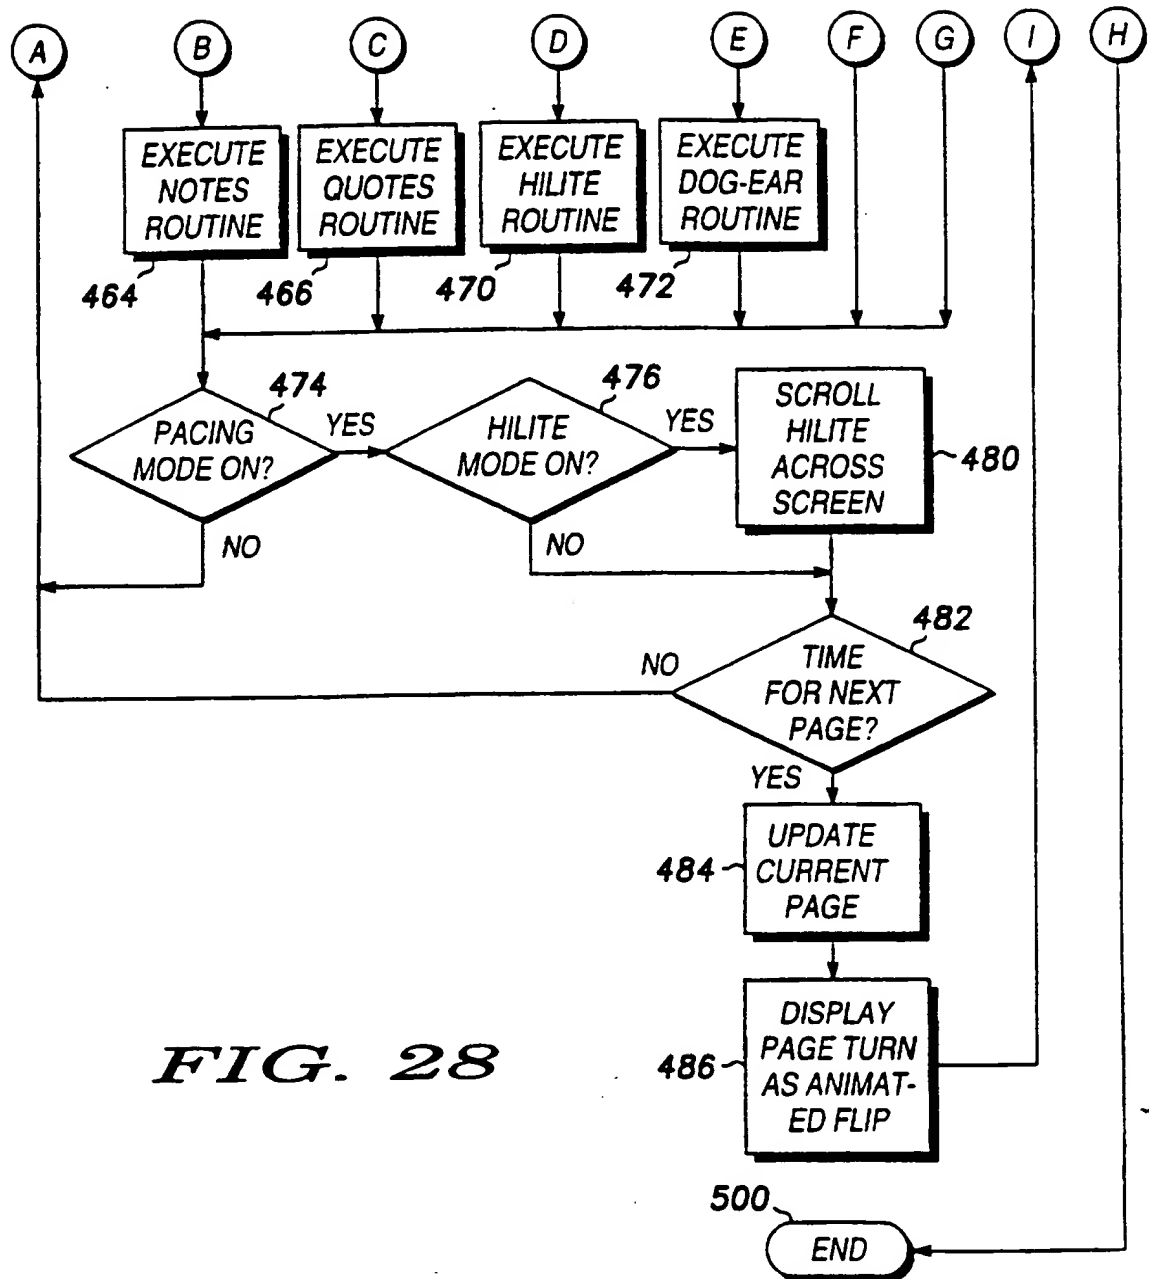 A B C D E F G I H
EXECUTE
NOTES
ROUTINE
464
EXECUTE
QUOTES
ROUTINE
466
EXECUTE
HILITE
ROUTINE
470
EXECUTE
DOG-EAR
ROUTINE
472
PACING
MODE ON?
474
YES
NO
HILITE
MODE ON?
476
YES
NO
SCROLL
HILITE
ACROSS
SCREEN
480
TIME
FOR NEXT
PAGE?
482
NO
YES
UPDATE
CURRENT
PAGE
484
DISPLAY
PAGE TURN
AS ANIMAT-
ED FLIP
486
FIG. 28
500
END